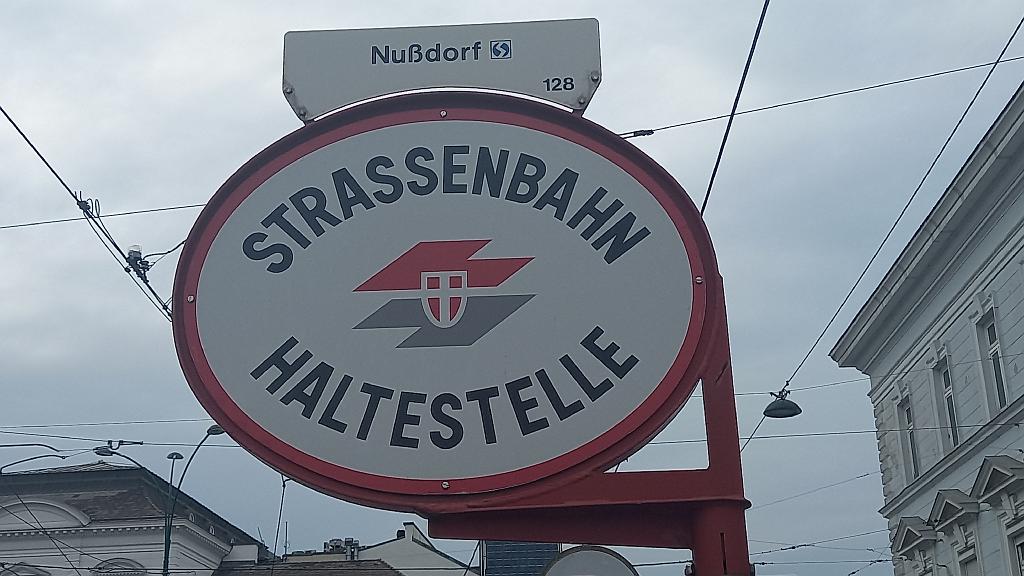 Nußdorf
128
STRASSENBAHN
HALTESTELLE